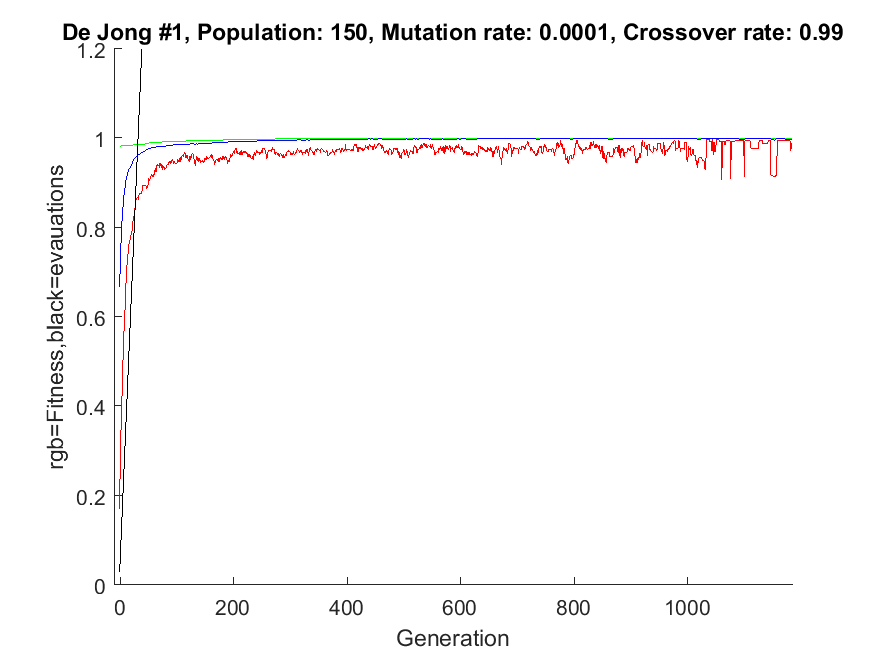 De Jong #1, Population: 150, Mutation rate: 0.0001, Crossover rate: 0.99
1.2
1
0.8
0.6
0.4
0.2
0
rgb=Fitness,black=evauations
0 200 400 600 800 1000
Generation